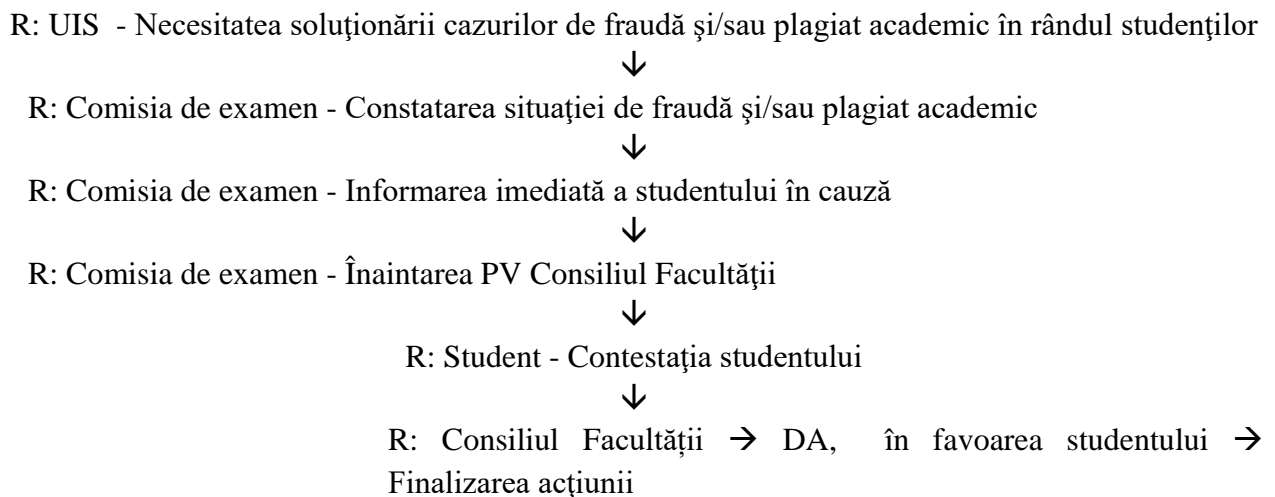 R: UIS - Necesitatea soluţionării cazurilor de fraudă şi/sau plagiat academic în rândul studenţilor
↓
R: Comisia de examen - Constatarea situaţiei de fraudă şi/sau plagiat academic
↓
R: Comisia de examen - Informarea imediată a studentului în cauză
↓
R: Comisia de examen - Înaintarea PV Consiliul Facultăţii
↓
R: Student - Contestaţia studentului
↓
R: Consiliul Facultății → DA, în favoarea studentului →
Finalizarea acțiunii